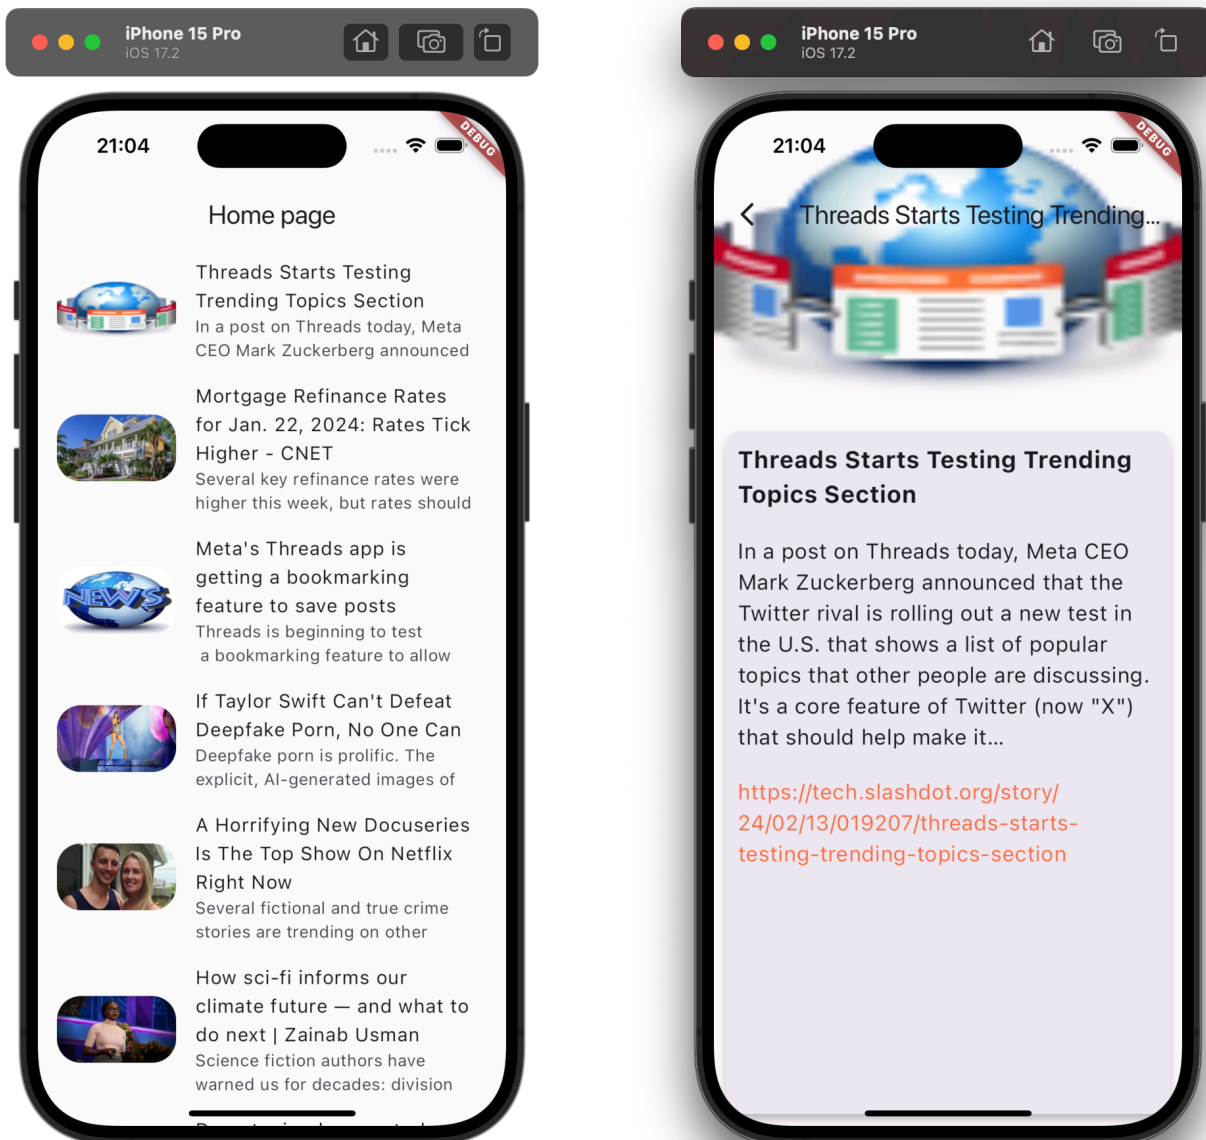 iPhone 15 Pro
iOS 17.2
21:04
DEBUG
Home page
Threads Starts Testing
Trending Topics Section
In a post on Threads today, Meta
CEO Mark Zuckerberg announced
Mortgage Refinance Rates
for Jan. 22, 2024: Rates Tick
Higher - CNET
Several key refinance rates were
higher this week, but rates should
NEWS
Meta's Threads app is
getting a bookmarking
feature to save posts
Threads is beginning to test
a bookmarking feature to allow
If Taylor Swift Can't Defeat
Deepfake Porn, No One Can
Deepfake porn is prolific. The
explicit, AI-generated images of
A Horrifying New Docuseries
Is The Top Show On Netflix
Right Now
Several fictional and true crime
stories are trending on other
How sci-fi informs our
climate future — and what to
do next | Zainab Usman
Science fiction authors have
warned us for decades: division
iPhone 15 Pro
iOS 17.2
21:04
DEBUG
Threads Starts Testing Trending...
Threads Starts Testing Trending
Topics Section
In a post on Threads today, Meta CEO
Mark Zuckerberg announced that the
Twitter rival is rolling out a new test in
the U.S. that shows a list of popular
topics that other people are discussing.
It's a core feature of Twitter (now "X")
that should help make it...
https://tech.slashdot.org/story/
24/02/13/019207/threads-starts-
testing-trending-topics-section